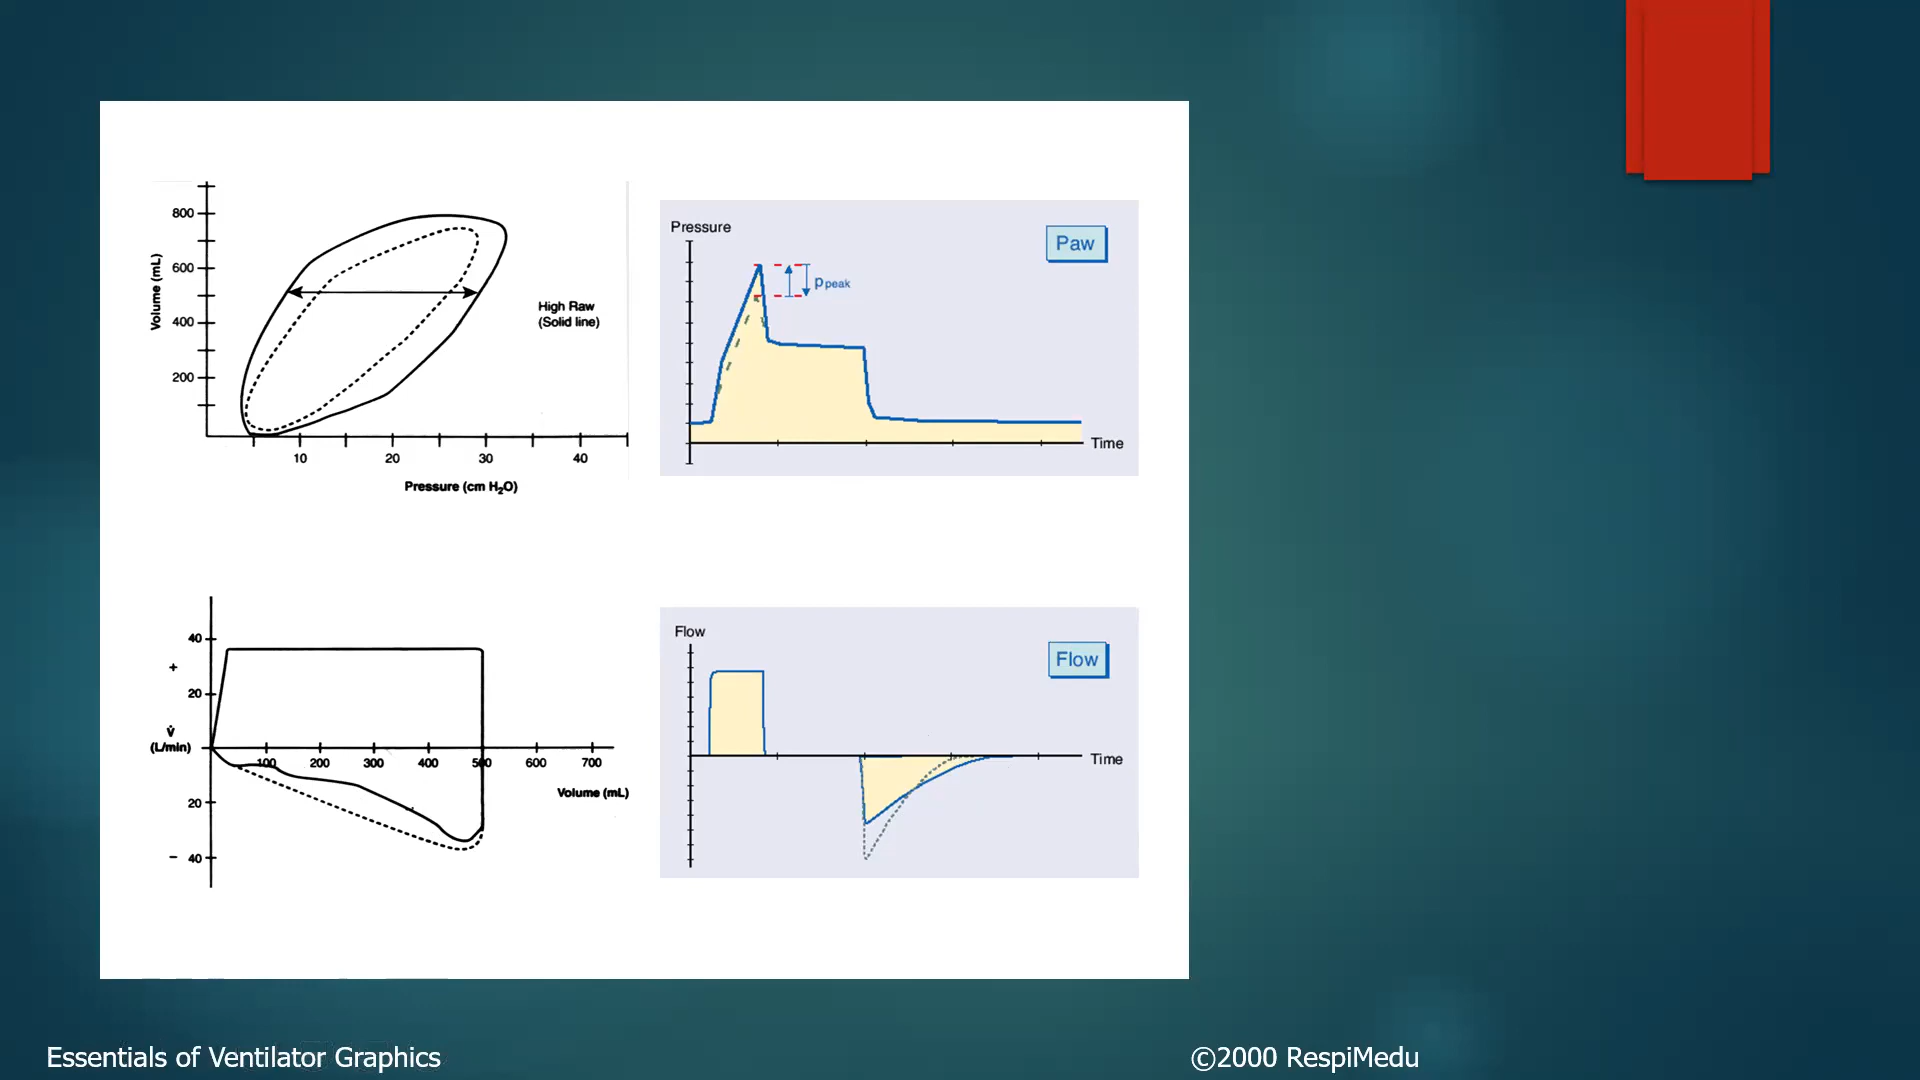 800
600
400
200
Volume (mL)
10 20 30 40
Pressure (cm H₂O)
High Raw
(Solid line)
Pressure
Paw
Ppeak
Time
40
+
20
V̇
(L/min)
100 200 300 400 500 600 700
Volume (mL)
20
– 40
Flow
Flow
Time
Essentials of Ventilator Graphics
©2000 RespiMedu